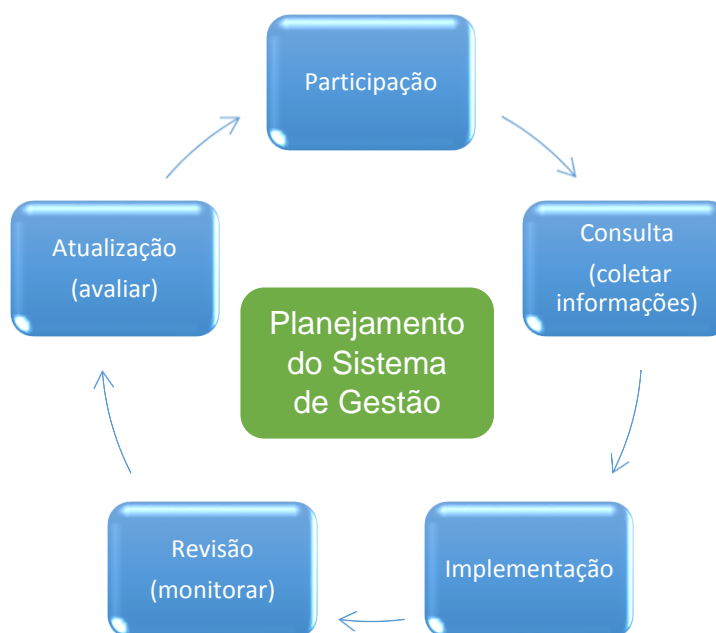 Participação
Consulta
(coletar
informações)
Implementação
Revisão
(monitorar)
Atualização
(avaliar)
Planejamento
do Sistema
de Gestão